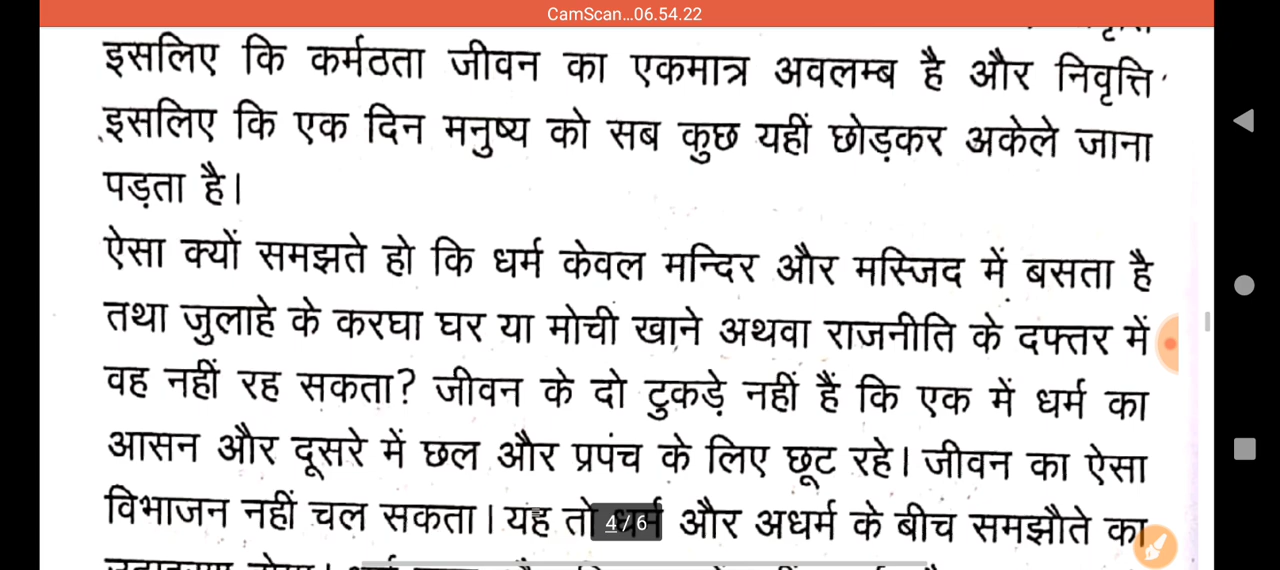 CamScan...06.54.22
इसलिए कि कर्मठता जीवन का एकमात्र अवलम्ब है और निवृत्ति
इसलिए कि एक दिन मनुष्य को सब कुछ यहीं छोड़कर अकेले जाना
पड़ता है।
ऐसा क्यों समझते हो कि धर्म केवल मन्दिर और मस्जिद में बसता है
तथा जुलाहे के करघा घर या मोची खाने अथवा राजनीति के दफ्तर में
वह नहीं रह सकता? जीवन के दो टुकड़े नहीं हैं कि एक में धर्म का
आसन और दूसरे में छल और प्रपंच के लिए छूट रहे। जीवन का ऐसा
विभाजन नहीं चल सकता। यह तो धर्म और अधर्म के बीच समझौते का
4 / 6